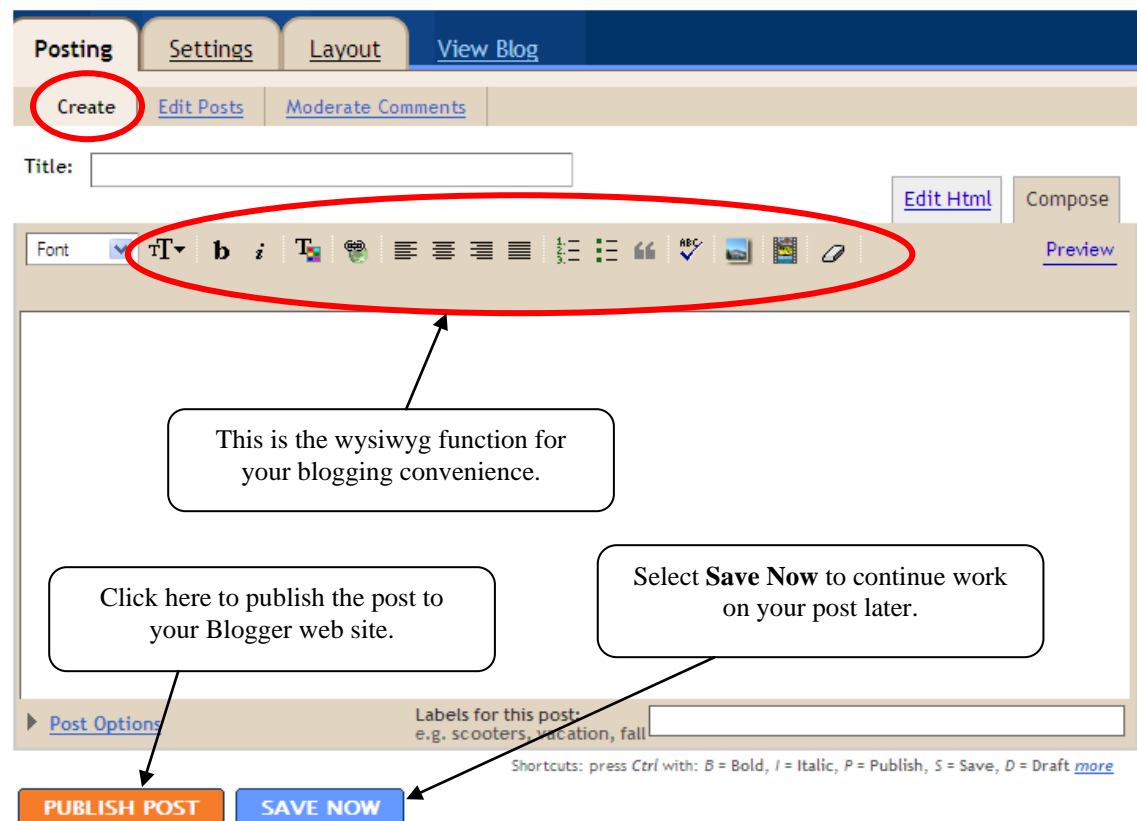 Posting Settings Layout View Blog
Create Edit Posts Moderate Comments
Title:
Edit Html Compose
Font TT b i T ABC Preview
This is the wysiwyg function for
your blogging convenience.
Select Save Now to continue work
on your post later.
Click here to publish the post to
your Blogger web site.
Post Options
Labels for this post:
e.g. scooters, vacation, fall
Shortcuts: press Ctrl with: B = Bold, I = Italic, P = Publish, S = Save, D = Draft more
PUBLISH POST SAVE NOW